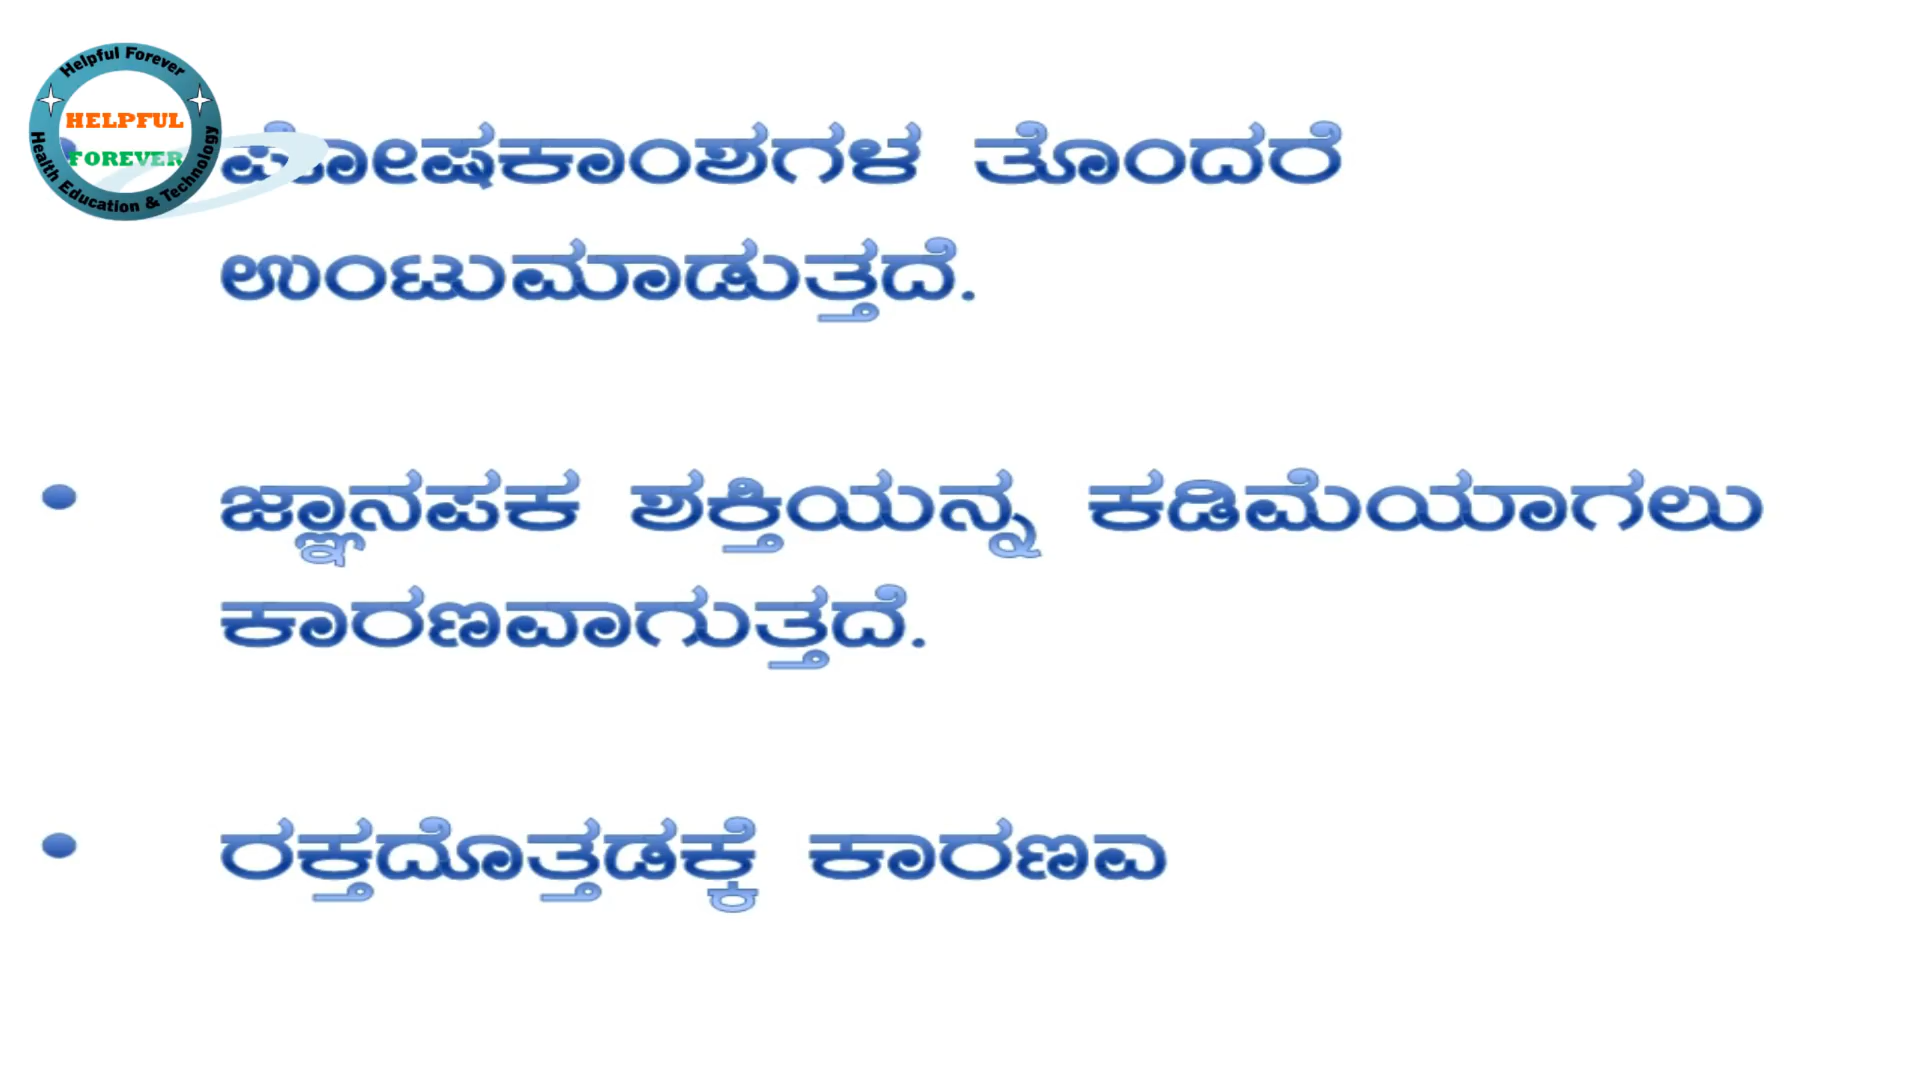 Helpful Forever
HELPFUL
FOREVER
Health Education & Technology
ಪೋಷಕಾಂಶಗಳ ತೊಂದರೆ
ಉಂಟುಮಾಡುತ್ತದೆ.
• ಜ್ಞಾನಪಕ ಶಕ್ತಿಯನ್ನ ಕಡಿಮೆಯಾಗಲು
ಕಾರಣವಾಗುತ್ತದೆ.
• ರಕ್ತದೊತ್ತಡಕ್ಕೆ ಕಾರಣವ